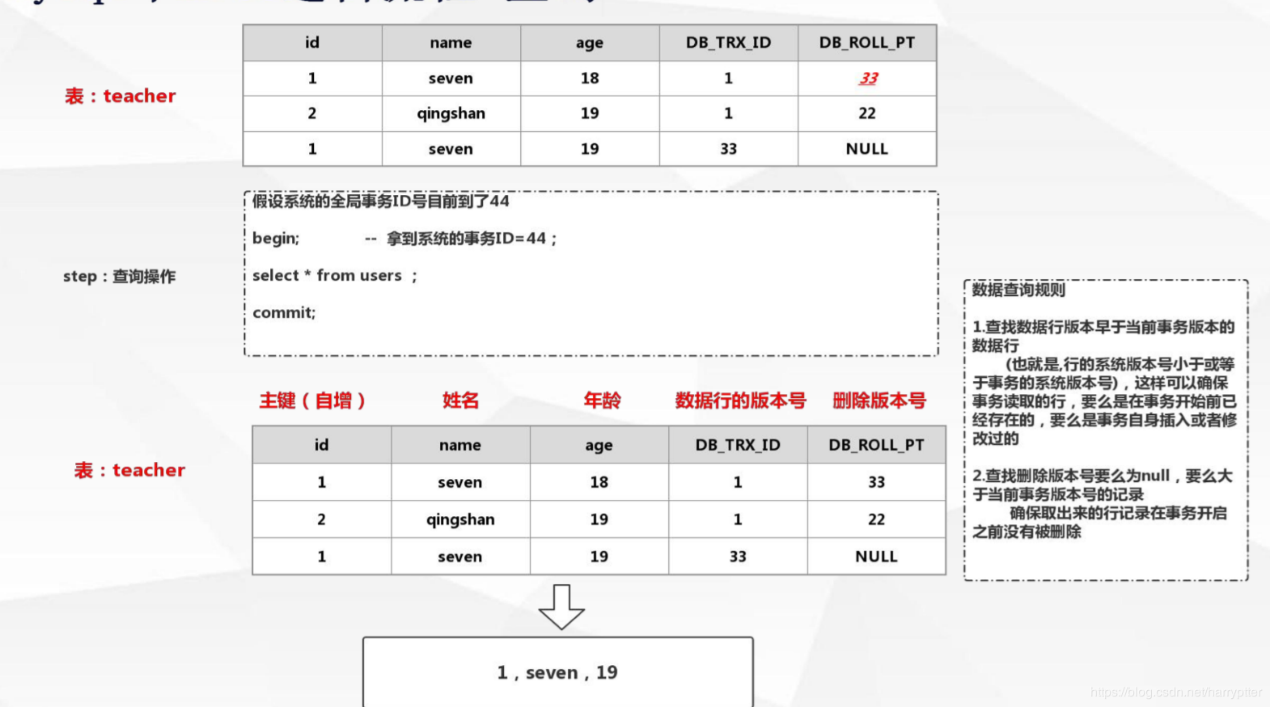 id name age DB_TRX_ID DB_ROLL_PT
1 seven 18 1 33
表：teacher
2 qingshan 19 1 22
1 seven 19 33 NULL
假设系统的全局事务ID号目前到了44
begin; -- 拿到系统的事务ID=44；
step：查询操作
select * from users ；
commit;
数据查询规则
1.查找数据行版本早于当前事务版本的
数据行
(也就是,行的系统版本号小于或等
于事务的系统版本号)，这样可以确保
事务读取的行，要么是在事务开始前已
经存在的，要么是事务自身插入或者修
改过的
2.查找删除版本号要么为null，要么大
于当前事务版本号的记录
确保取出来的行记录在事务开启
之前没有被删除
主键（自增） 姓名 年龄 数据行的版本号 删除版本号
id name age DB_TRX_ID DB_ROLL_PT
表：teacher
1 seven 18 1 33
2 qingshan 19 1 22
1 seven 19 33 NULL
1，seven，19
https://blog.csdn.net/harryptter